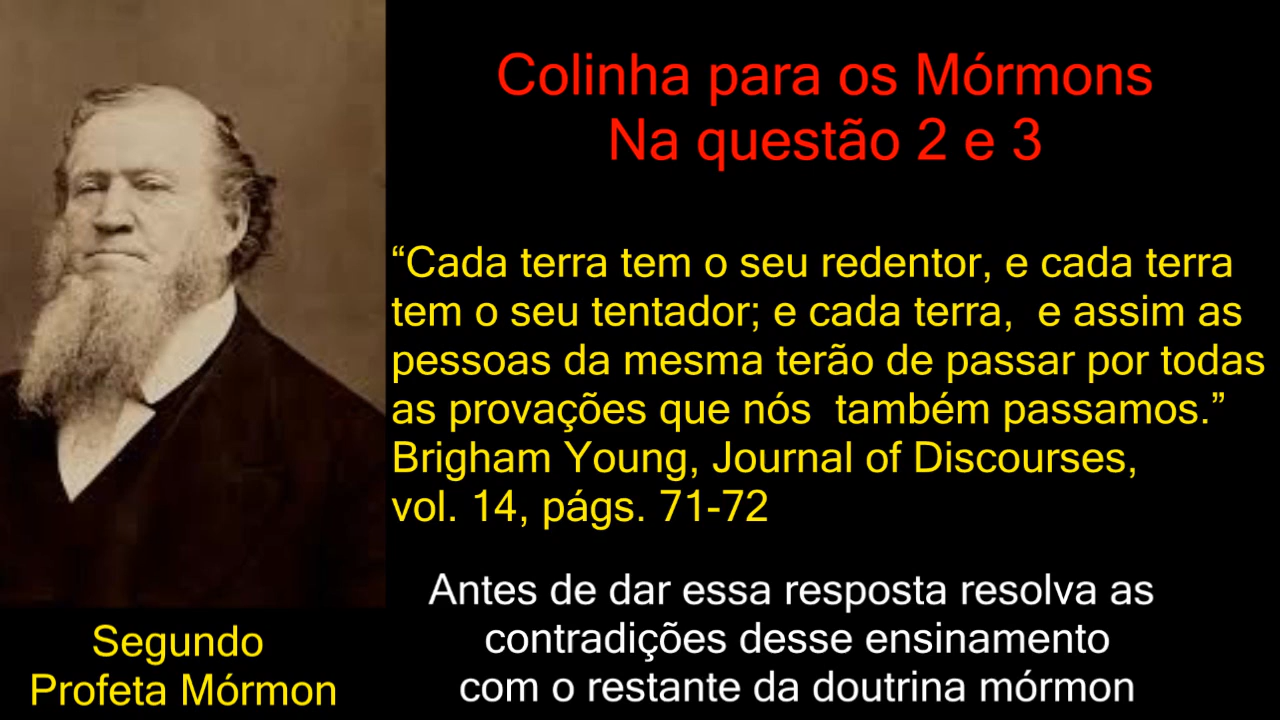 Colinha para os Mórmons
Na questão 2 e 3
“Cada terra tem o seu redentor, e cada terra
tem o seu tentador; e cada terra, e assim as
pessoas da mesma terão de passar por todas
as provações que nós também passamos.”
Brigham Young, Journal of Discourses,
vol. 14, págs. 71-72
Antes de dar essa resposta resolva as
contradições desse ensinamento
com o restante da doutrina mórmon
Segundo
Profeta Mórmon